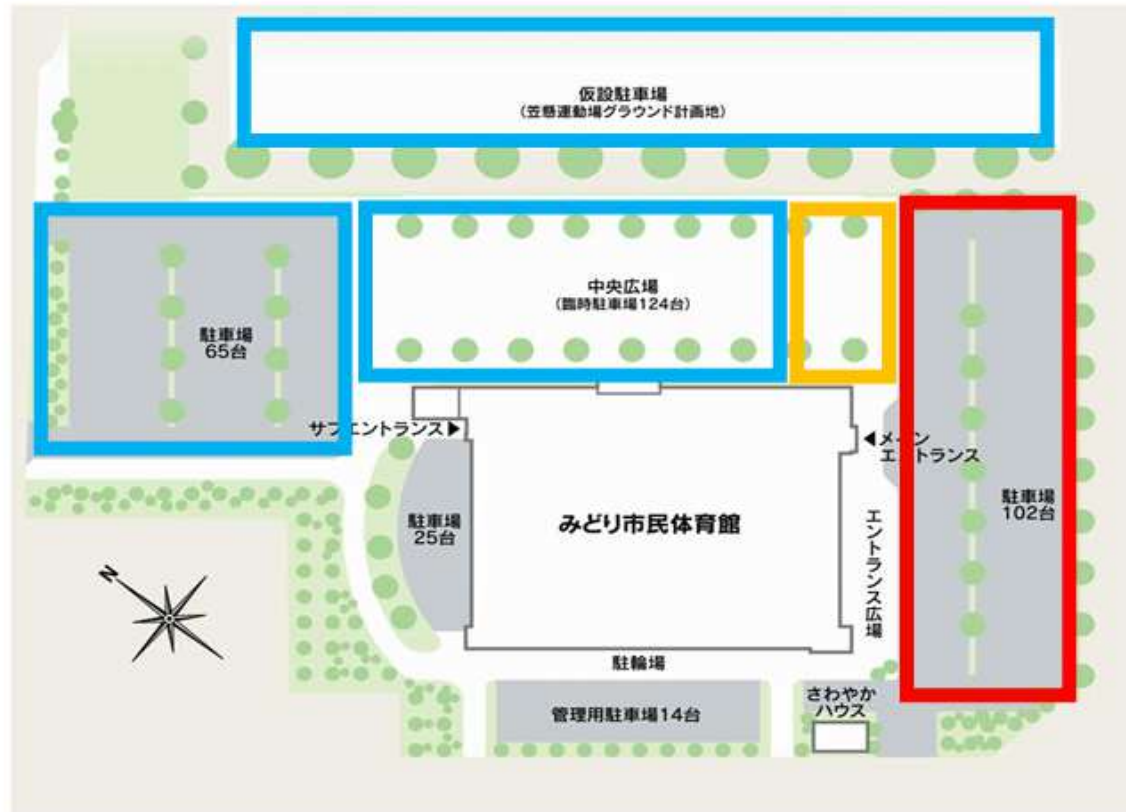 仮設駐車場
(笠懸運動場グラウンド計画地)
中央広場
(臨時駐車場124台)
駐車場
65台
サブエントランス▶
◀メイン
エントランス
駐車場
25台
みどり市民体育館
エントランス広場
駐車場
102台
N
駐輪場
管理用駐車場14台
さわやか
ハウス